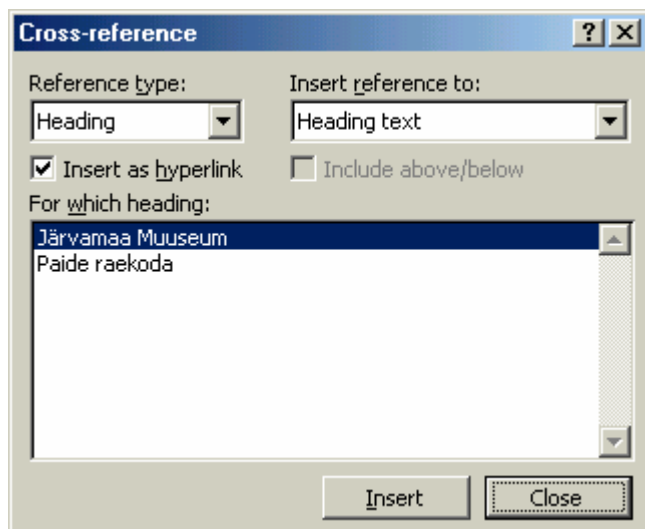 Cross-reference
Reference type: Insert reference to:
Heading Heading text
Insert as hyperlink Include above/below
For which heading:
Järvamaa Muuseum
Paide raekoda
Insert Close